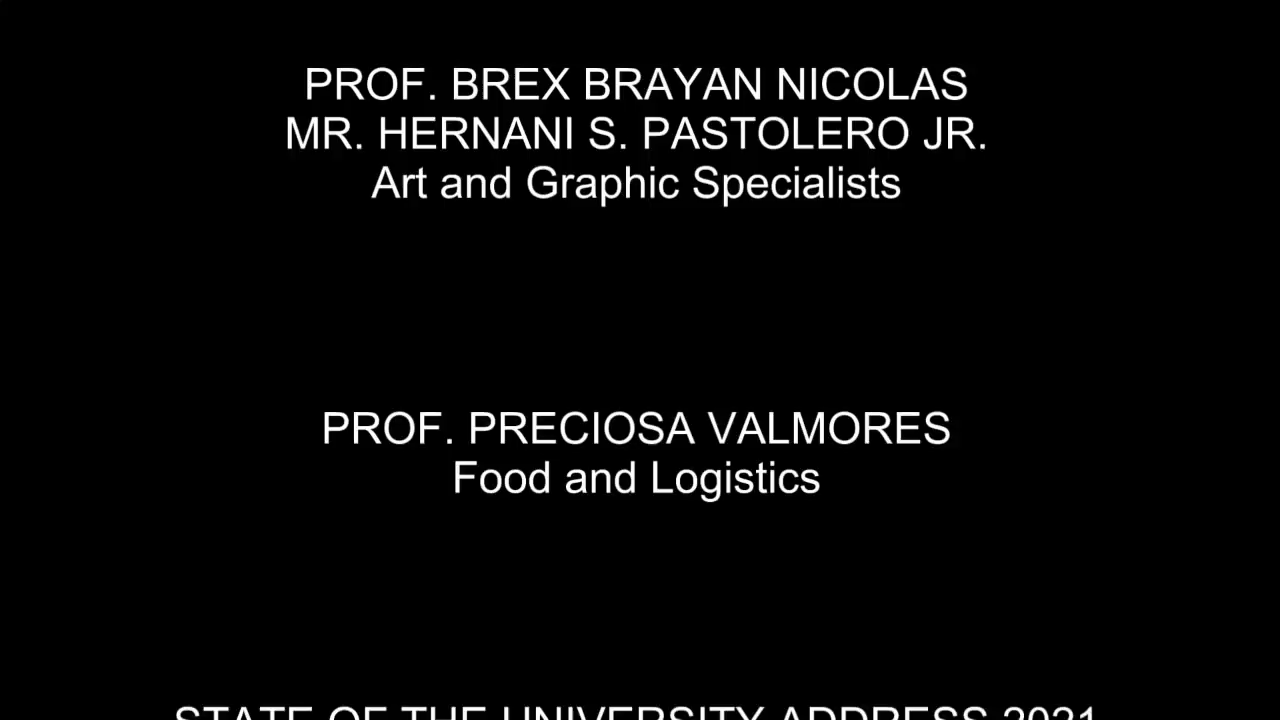 PROF. BREX BRAYAN NICOLAS
MR. HERNANI S. PASTOLERO JR.
Art and Graphic Specialists
PROF. PRECIOSA VALMORES
Food and Logistics
STATE OF THE UNIVERSITY ADDRESS 2021